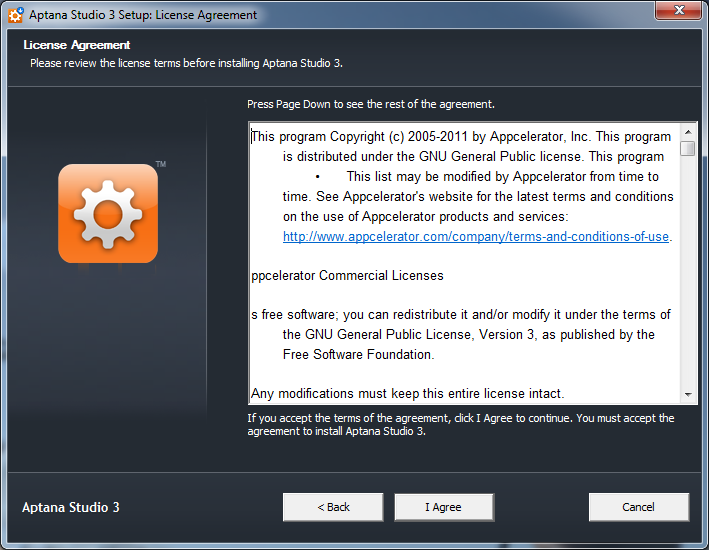 Aptana Studio 3 Setup: License Agreement
License Agreement
Please review the license terms before installing Aptana Studio 3.
Press Page Down to see the rest of the agreement.
This program Copyright (c) 2005-2011 by Appcelerator, Inc. This program
is distributed under the GNU General Public license. This program
• This list may be modified by Appcelerator from time to
time. See Appcelerator's website for the latest terms and conditions
on the use of Appcelerator products and services:
http://www.appcelerator.com/company/terms-and-conditions-of-use.
ppcelerator Commercial Licenses
s free software; you can redistribute it and/or modify it under the terms of
the GNU General Public License, Version 3, as published by the
Free Software Foundation.
Any modifications must keep this entire license intact.
TM
If you accept the terms of the agreement, click I Agree to continue. You must accept the
agreement to install Aptana Studio 3.
Aptana Studio 3
< Back
I Agree
Cancel